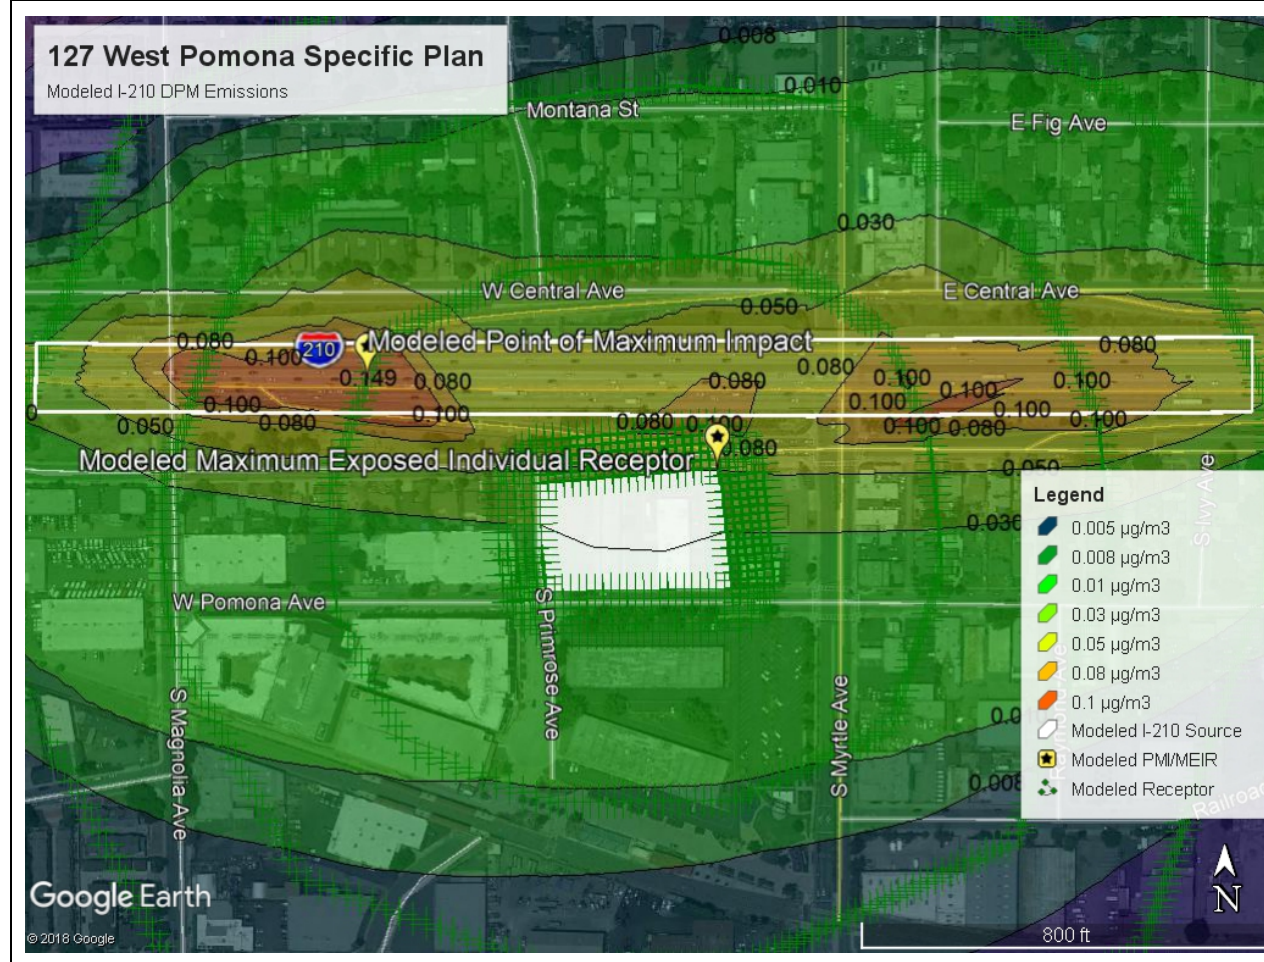 0.008
127 West Pomona Specific Plan
Modeled I-210 DPM Emissions
0.010
Montana St
E Fig Ave
0.030
W Central Ave
E Central Ave
0.050
0.080
0.100
210
Modeled Point of Maximum Impact
0.080
0.149
0.080
0.080
0.080
0.100
0.100
0.100
0.100
0.100
0.100
0.080
0.100
0.050
0.080
0.100
0.080
0.100
0.100
0.080
0.080
Modeled Maximum Exposed Individual Receptor
0.050
0.030
S Ivy Ave
Legend
0.005 µg/m3
0.008 µg/m3
0.01 µg/m3
0.03 µg/m3
0.05 µg/m3
0.08 µg/m3
0.1 µg/m3
Modeled I-210 Source
Modeled PMI/MEIR
Modeled Receptor
W Pomona Ave
S Primrose Ave
S Magnolia Ave
S Myrtle Ave
0.008
Railroad
Google Earth
© 2018 Google
N
800 ft